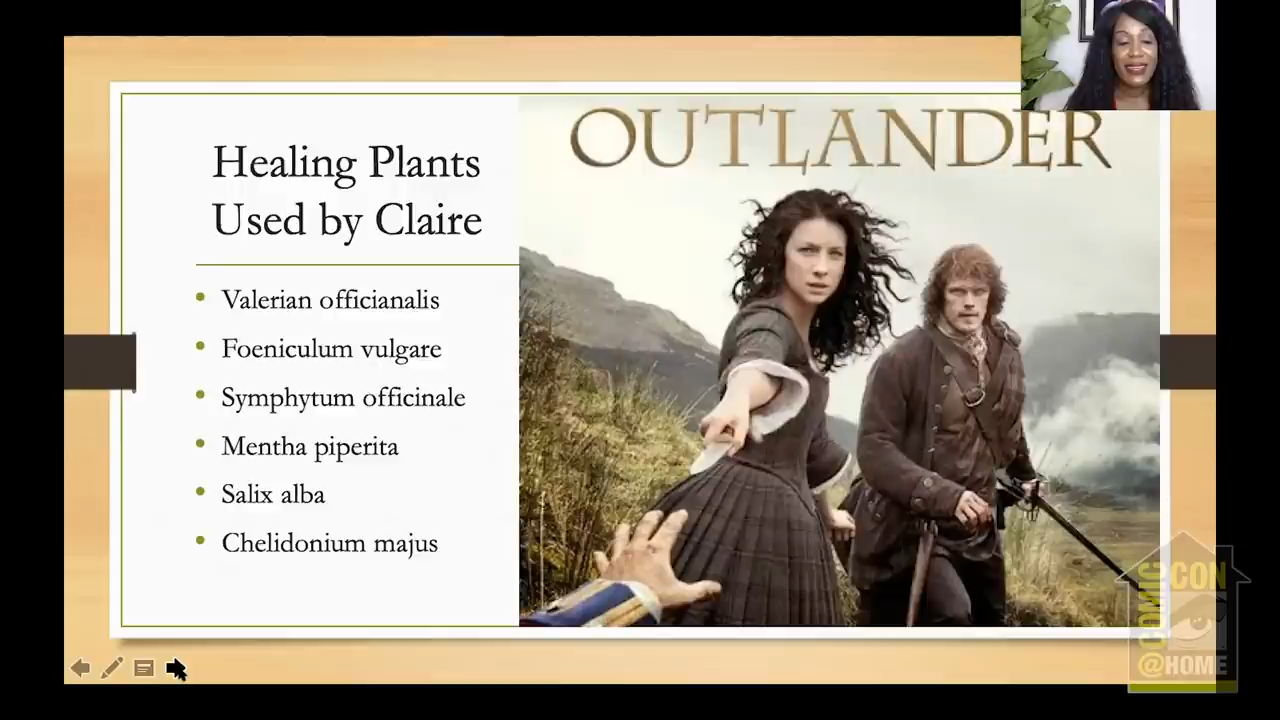 OUTLANDER
Healing Plants
Used by Claire
• Valerian officianalis
• Foeniculum vulgare
• Symphytum officinale
• Mentha piperita
• Salix alba
• Chelidonium majus
COMIC
CON
@HOME